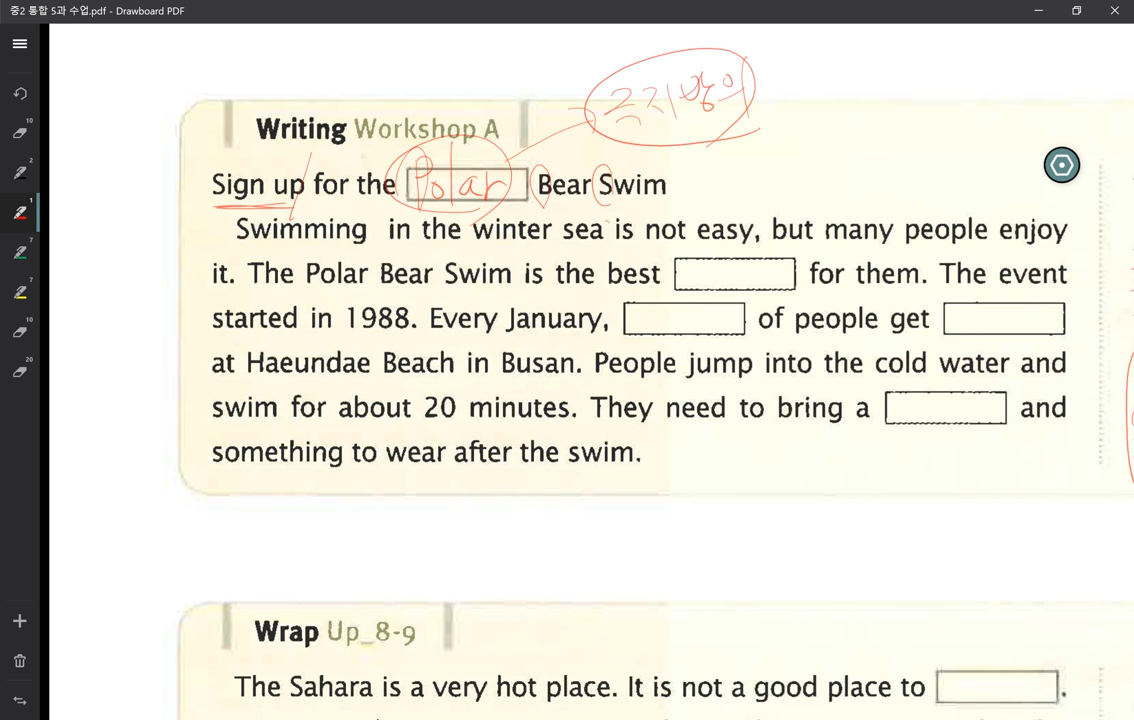 중2 통합 5과 수업.pdf - Drawboard PDF
극지방의
Writing Workshop A
Sign up for the Polar Bear Swim
Swimming in the winter sea is not easy, but many people enjoy
it. The Polar Bear Swim is the best for them. The event
started in 1988. Every January, of people get
at Haeundae Beach in Busan. People jump into the cold water and
swim for about 20 minutes. They need to bring a and
something to wear after the swim.
Wrap Up_8-9
The Sahara is a very hot place. It is not a good place to .
10
2
1
7
7
10
20